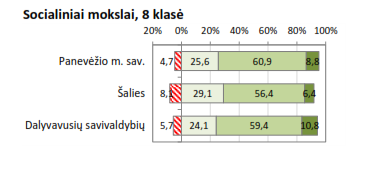 Socialiniai mokslai, 8 klasė
20% 0% 20% 40% 60% 80% 100%
Panevėžio m. sav. 4,7 25,6 60,9 8,8
Šalies 8,1 29,1 56,4 6,4
Dalyvavusių savivaldybių 5,7 24,1 59,4 10,8